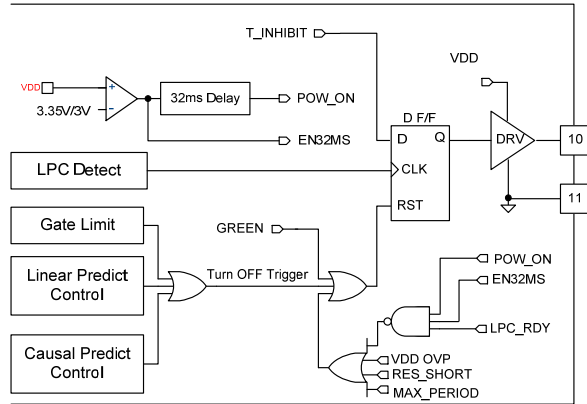 T_INHIBIT
VDD
VDD
3.35V/3V
+
−
32ms Delay
POW_ON
EN32MS
D F/F
D
Q
CLK
RST
DRV
10
11
LPC Detect
Gate Limit
GREEN
Linear Predict
Control
Turn OFF Trigger
Causal Predict
Control
POW_ON
EN32MS
LPC_RDY
VDD OVP
RES_SHORT
MAX_PERIOD